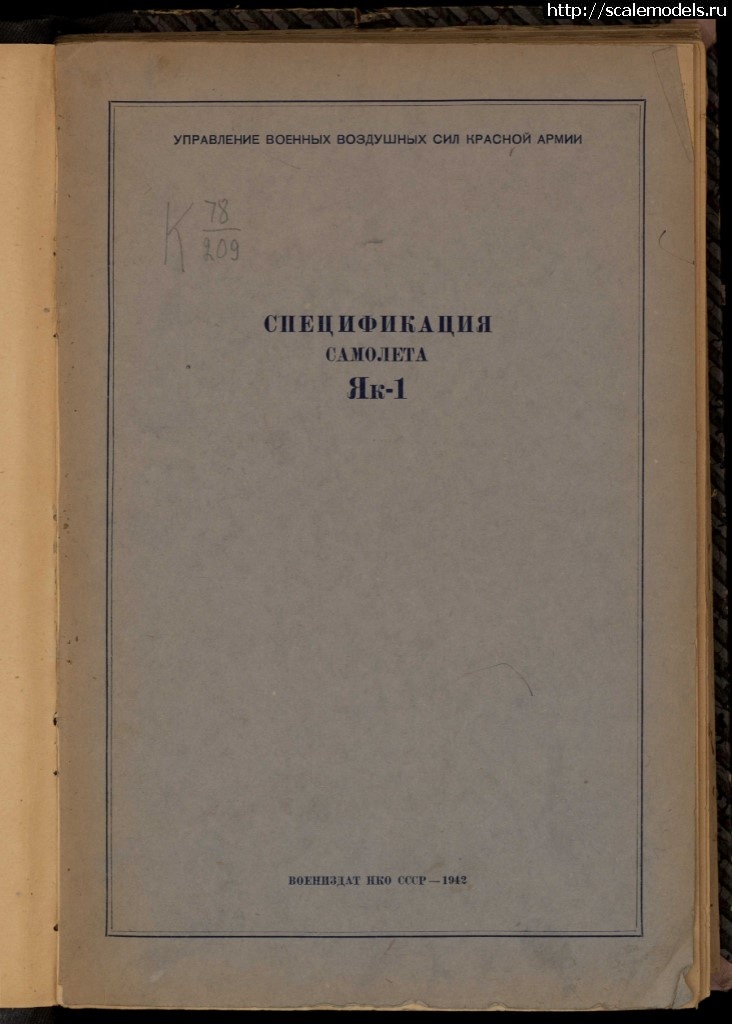 http://scalemodels.ru
УПРАВЛЕНИЕ ВОЕННЫХ ВОЗДУШНЫХ СИЛ КРАСНОЙ АРМИИ
К 78
209
СПЕЦИФИКАЦИЯ
САМОЛЕТА
Як-1
ВОЕНИЗДАТ НКО СССР — 1942